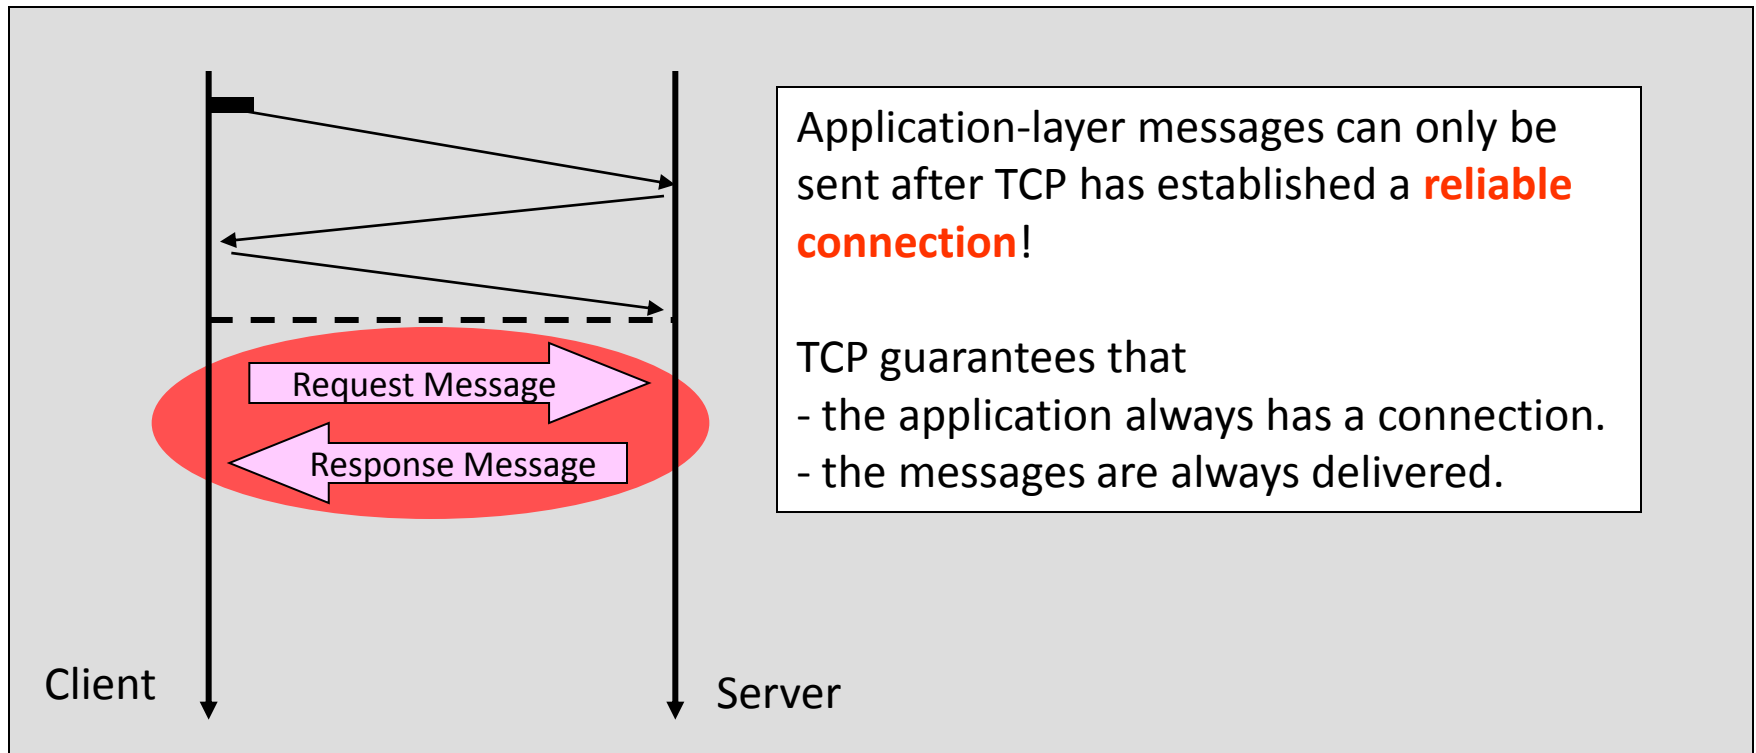 Application-layer messages can only be
sent after TCP has established a reliable
connection!
TCP guarantees that
- the application always has a connection.
- the messages are always delivered.
Request Message
Response Message
Client
Server